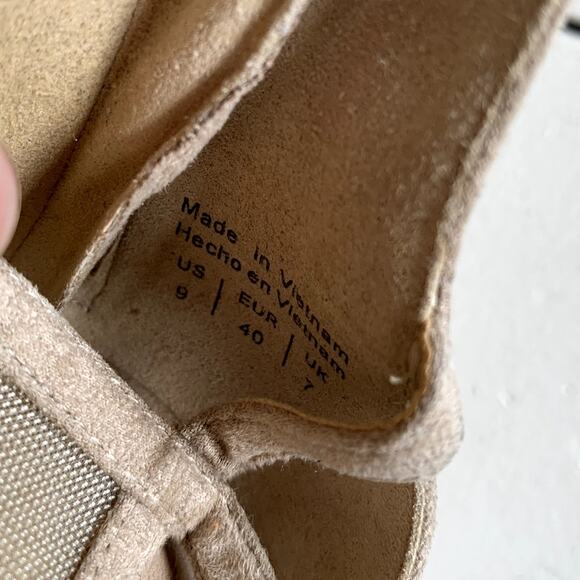 Made in Vietnam
Hecho en Vietnam
US | EUR | UK
9 | 40 | 7